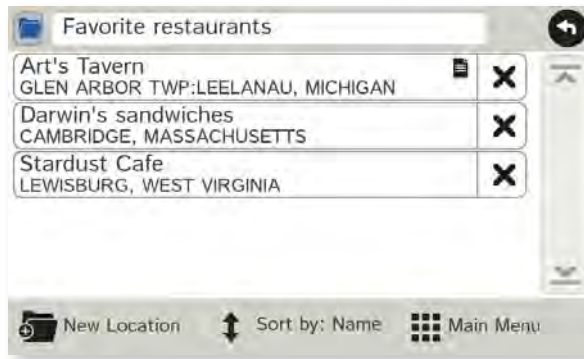 Favorite restaurants
Art's Tavern
GLEN ARBOR TWP:LEELANAU, MICHIGAN
Darwin's sandwiches
CAMBRIDGE, MASSACHUSETTS
Stardust Cafe
LEWISBURG, WEST VIRGINIA
New Location Sort by: Name Main Menu